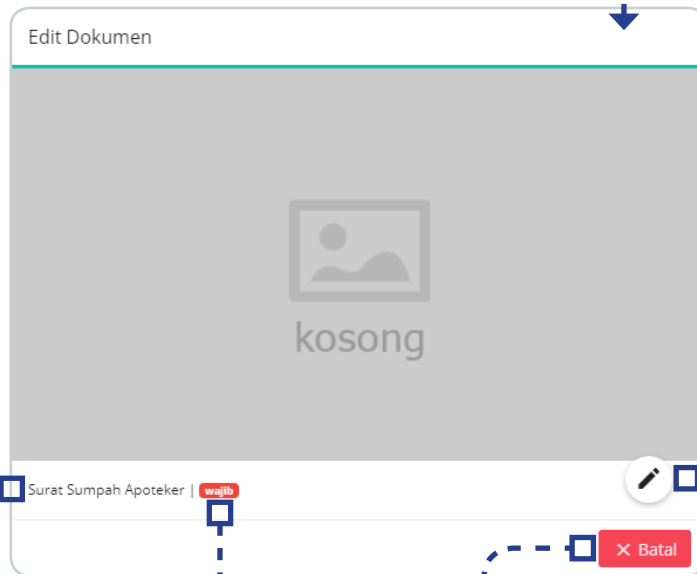 Edit Dokumen
kosong
Surat Sumpah Apoteker | wajib
× Batal